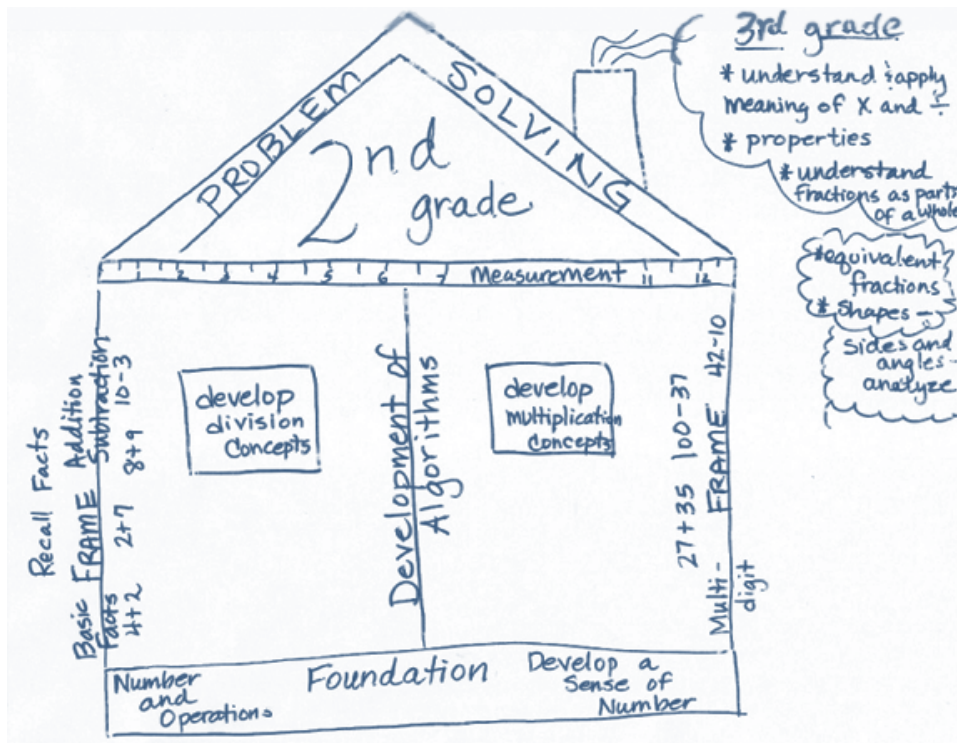 PROBLEM SOLVING
2nd
grade
3rd grade
* understand & apply
meaning of X and ÷
* properties
* understand
fractions as parts
of a whole
*equivalent
fractions
* Shapes -
Sides and
angles -
analyze
1 2 3 4 5 6 7 Measurement 11 12
Recall Facts
Basic FRAME Addition
Facts Subtraction
4+2 2+7 8+9 10-3
develop
division
Concepts
Development of
Algorithms
develop
multiplication
concepts
27+35 100-37
Multi- FRAME 42-10
digit
Number
and
Operations
Foundation
Develop a
Sense of
Number